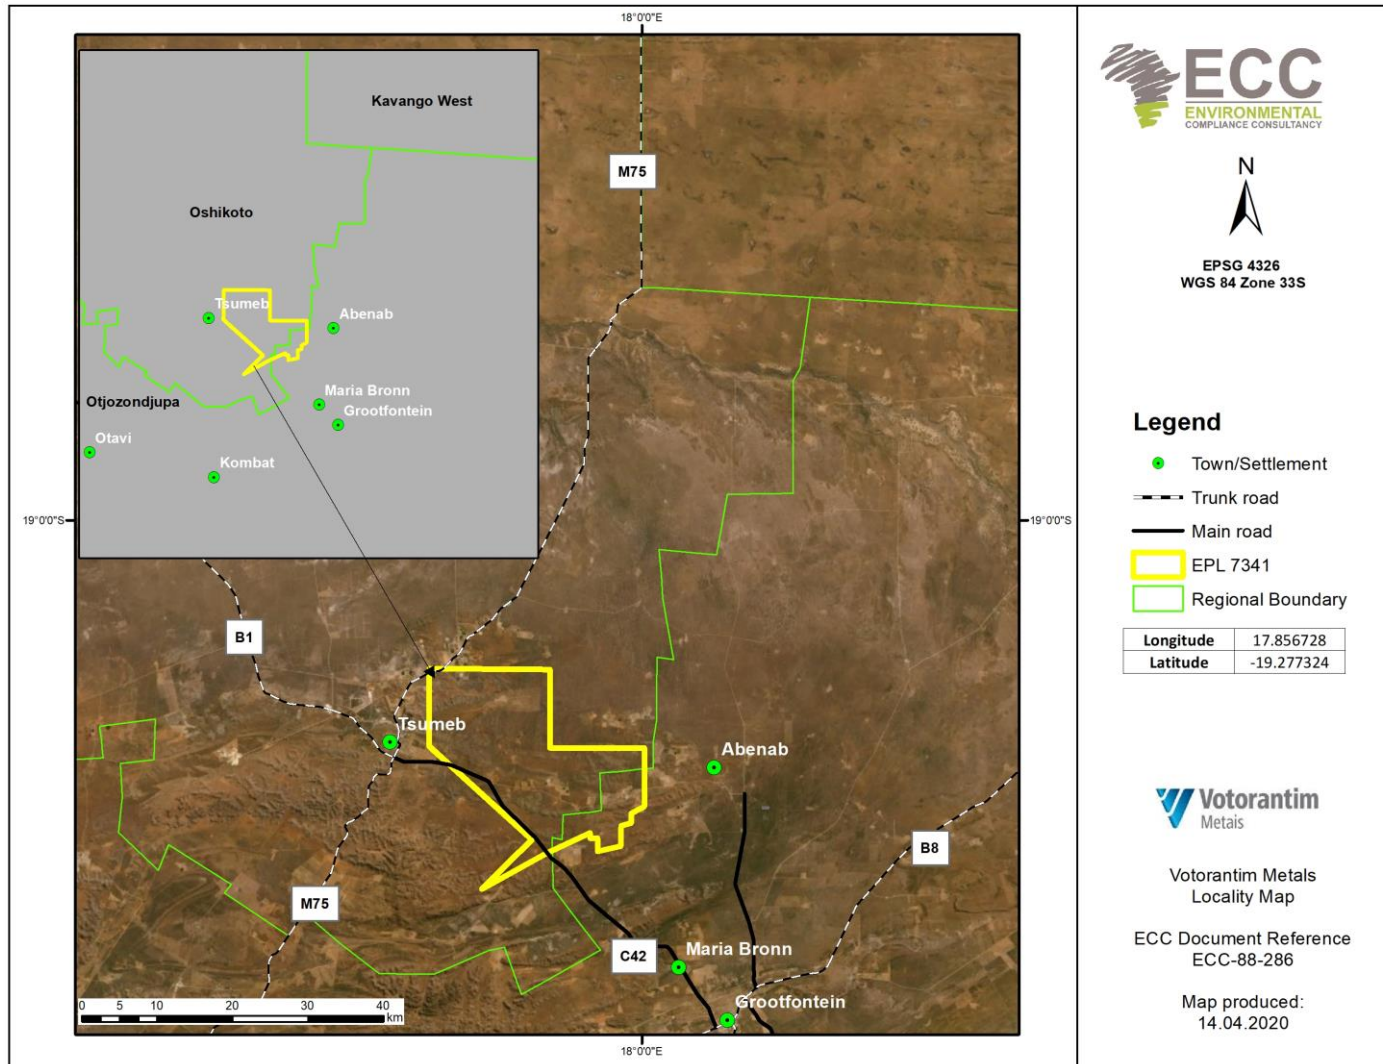 18°0'0"E
Kavango West
Oshikoto
Tsumeb
Abenab
Maria Bronn
Grootfontein
Otjozondjupa
Otavi
Kombat
M75
19°0'0"S
19°0'0"S
B1
Tsumeb
Abenab
B8
M75
C42
Maria Bronn
Grootfontein
0 5 10 20 30 40
km
18°0'0"E
ECC
ENVIRONMENTAL
COMPLIANCE CONSULTANCY
N
EPSG 4326
WGS 84 Zone 33S
Legend
Town/Settlement
Trunk road
Main road
EPL 7341
Regional Boundary
Longitude 17.856728
Latitude -19.277324
Votorantim
Metais
Votorantim Metals
Locality Map
ECC Document Reference
ECC-88-286
Map produced:
14.04.2020